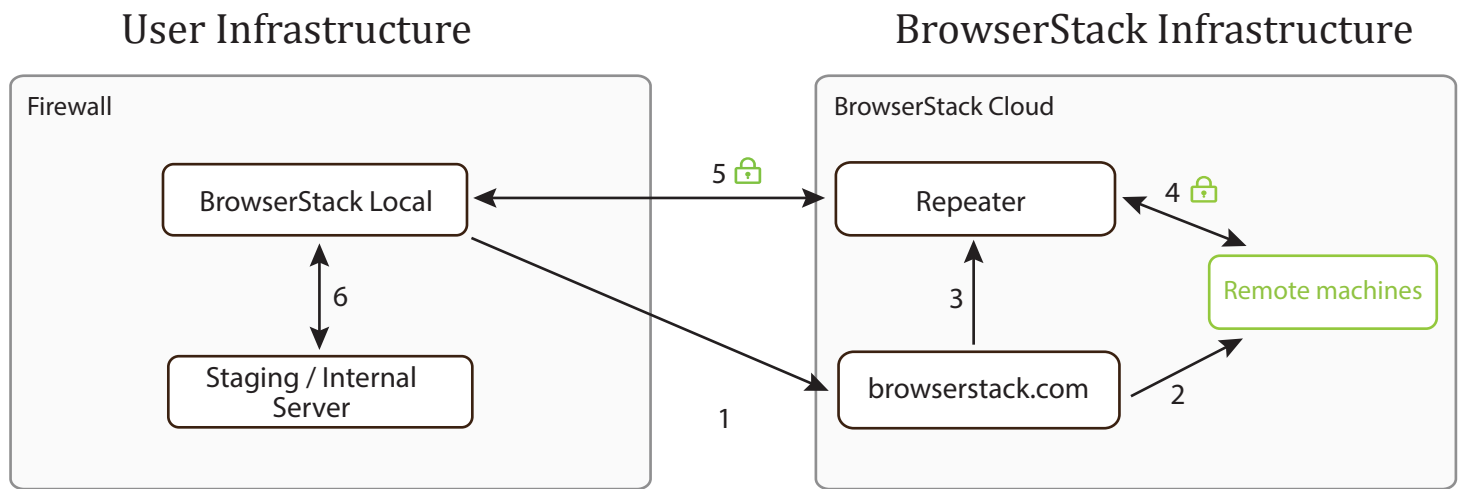 User Infrastructure
BrowserStack Infrastructure
Firewall
BrowserStack Cloud
5
4
BrowserStack Local
Repeater
Remote machines
6
3
Staging / Internal
Server
browserstack.com
2
1